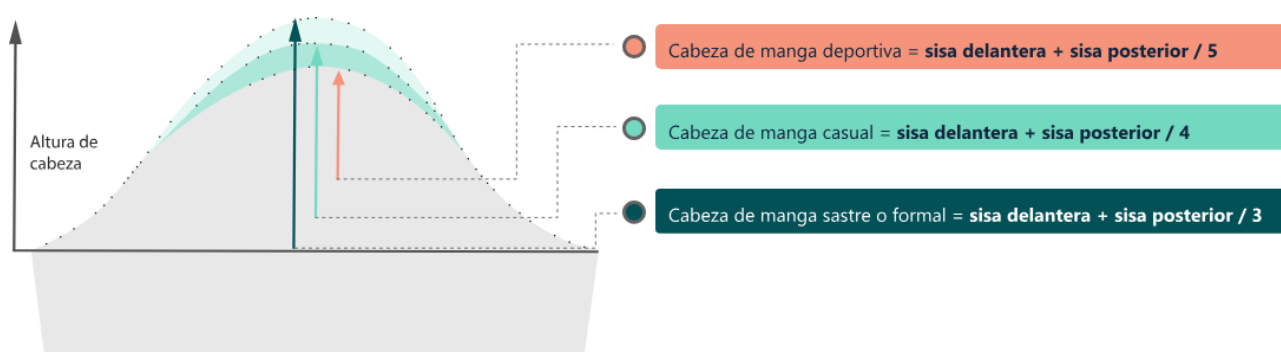 Altura de
cabeza
Cabeza de manga deportiva = sisa delantera + sisa posterior / 5
Cabeza de manga casual = sisa delantera + sisa posterior / 4
Cabeza de manga sastre o formal = sisa delantera + sisa posterior / 3